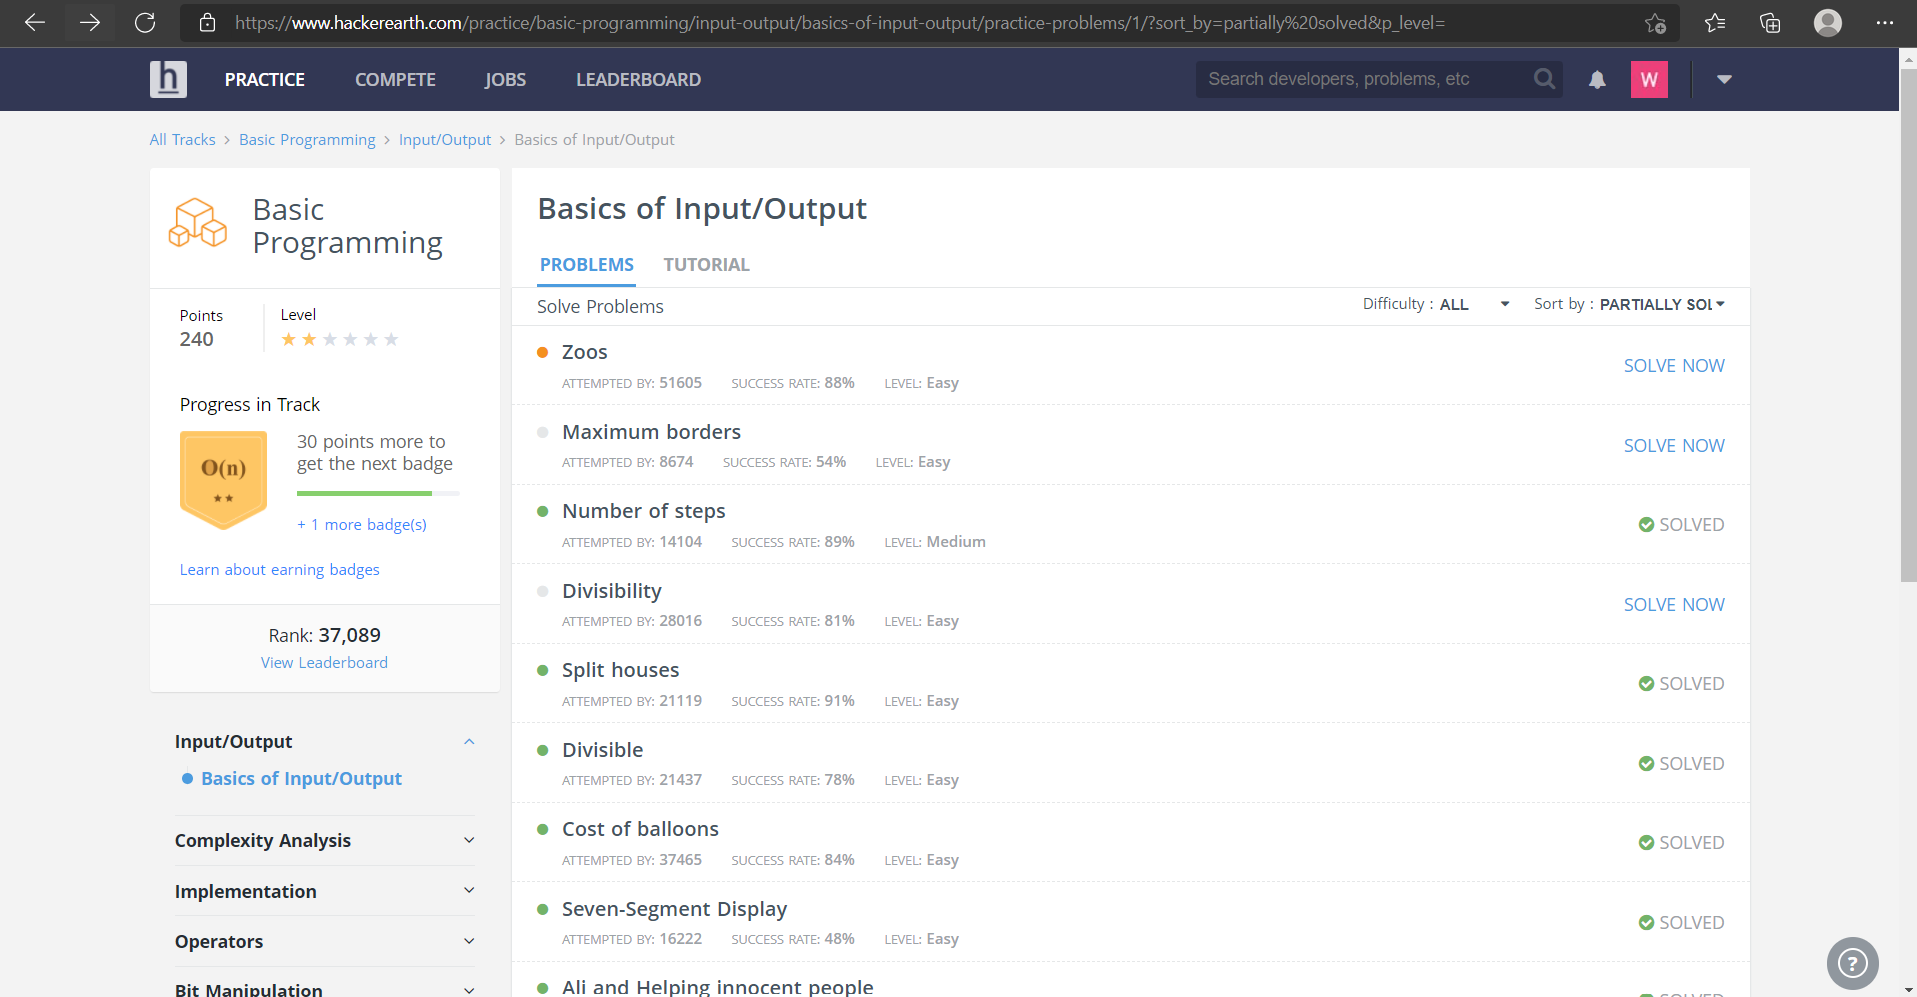 https://www.hackerearth.com/practice/basic-programming/input-output/basics-of-input-output/practice-problems/1/?sort_by=partially%20solved&p_level=
h PRACTICE COMPETE JOBS LEADERBOARD Search developers, problems, etc W
All Tracks > Basic Programming > Input/Output > Basics of Input/Output
Basic
Programming
Points
240
Level
Progress in Track
O(n)
30 points more to
get the next badge
+ 1 more badge(s)
Learn about earning badges
Rank: 37,089
View Leaderboard
Input/Output
Basics of Input/Output
Complexity Analysis
Implementation
Operators
Bit Manipulation
Basics of Input/Output
PROBLEMS TUTORIAL
Solve Problems Difficulty : ALL Sort by : PARTIALLY SOL
Zoos
ATTEMPTED BY: 51605 SUCCESS RATE: 88% LEVEL: Easy
SOLVE NOW
Maximum borders
ATTEMPTED BY: 8674 SUCCESS RATE: 54% LEVEL: Easy
SOLVE NOW
Number of steps
ATTEMPTED BY: 14104 SUCCESS RATE: 89% LEVEL: Medium
SOLVED
Divisibility
ATTEMPTED BY: 28016 SUCCESS RATE: 81% LEVEL: Easy
SOLVE NOW
Split houses
ATTEMPTED BY: 21119 SUCCESS RATE: 91% LEVEL: Easy
SOLVED
Divisible
ATTEMPTED BY: 21437 SUCCESS RATE: 78% LEVEL: Easy
SOLVED
Cost of balloons
ATTEMPTED BY: 37465 SUCCESS RATE: 84% LEVEL: Easy
SOLVED
Seven-Segment Display
ATTEMPTED BY: 16222 SUCCESS RATE: 48% LEVEL: Easy
SOLVED
Ali and Helping innocent people
SOLVED
?